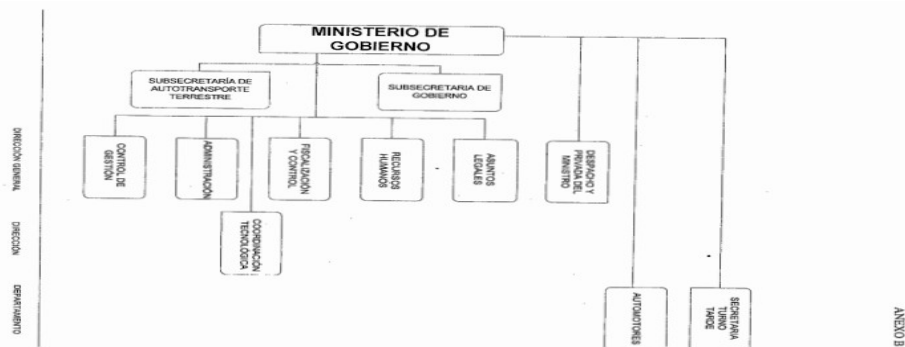 MINISTERIO DE
GOBIERNO
SUBSECRETARÍA DE
AUTOTRANSPORTE
TERRESTRE
SUBSECRETARIA DE
GOBIERNO
DIRECCIÓN GENERAL
CONTROL DE
GESTIÓN
ADMINISTRACIÓN
FISCALIZACIÓN
Y CONTROL
RECURSOS
HUMANOS
ASUNTOS
LEGALES
DESPACHO Y
PRIVADA DEL
MINISTRO
DIRECCIÓN
COORDINACIÓN
TECNOLÓGICA
DEPARTAMENTO
AUTOMOTORES
SECRETARIA
TURNO
TARDE
ANEXO B